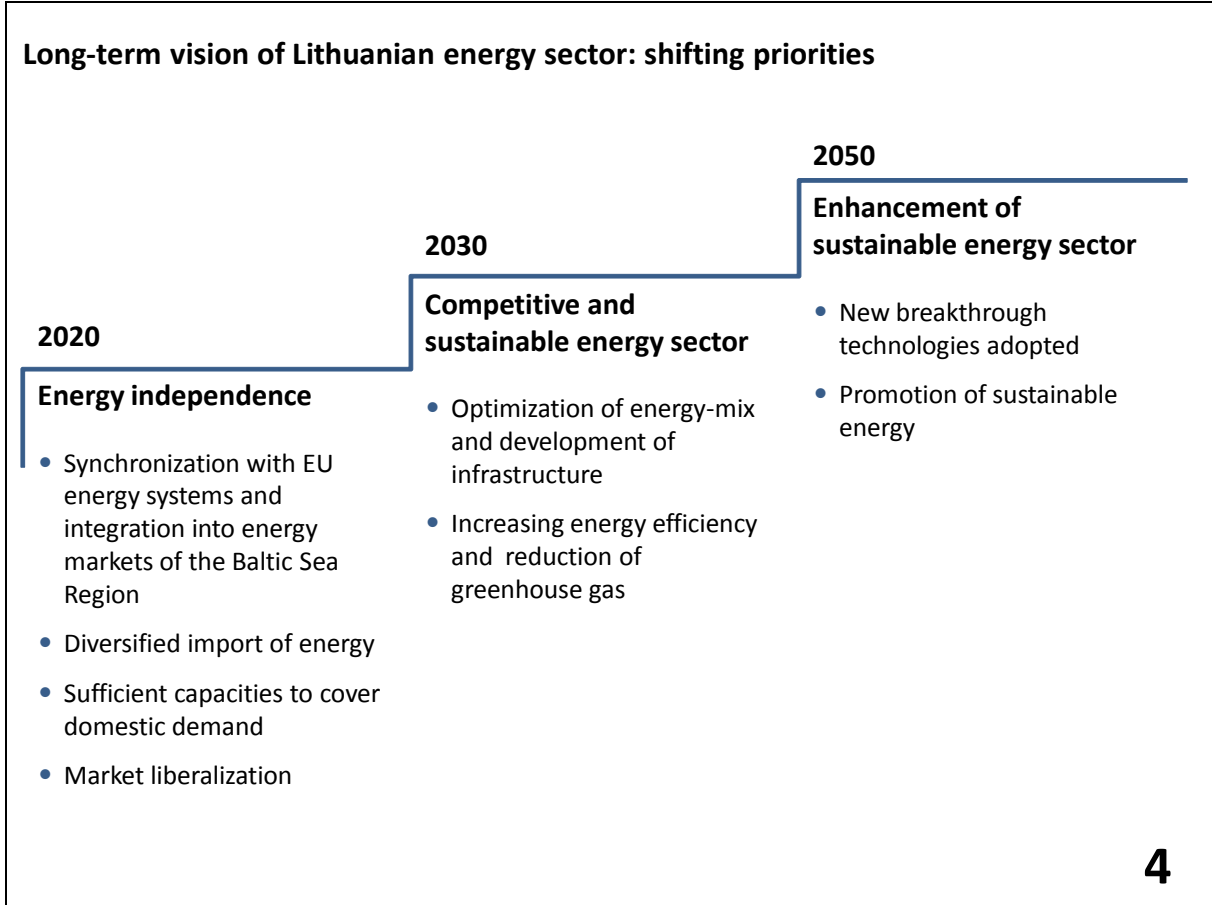 Long-term vision of Lithuanian energy sector: shifting priorities
2020
Energy independence
• Synchronization with EU
energy systems and
integration into energy
markets of the Baltic Sea
Region
• Diversified import of energy
• Sufficient capacities to cover
domestic demand
• Market liberalization
2030
Competitive and
sustainable energy sector
• Optimization of energy-mix
and development of
infrastructure
• Increasing energy efficiency
and  reduction of
greenhouse gas
2050
Enhancement of
sustainable energy sector
• New breakthrough
technologies adopted
• Promotion of sustainable
energy
4